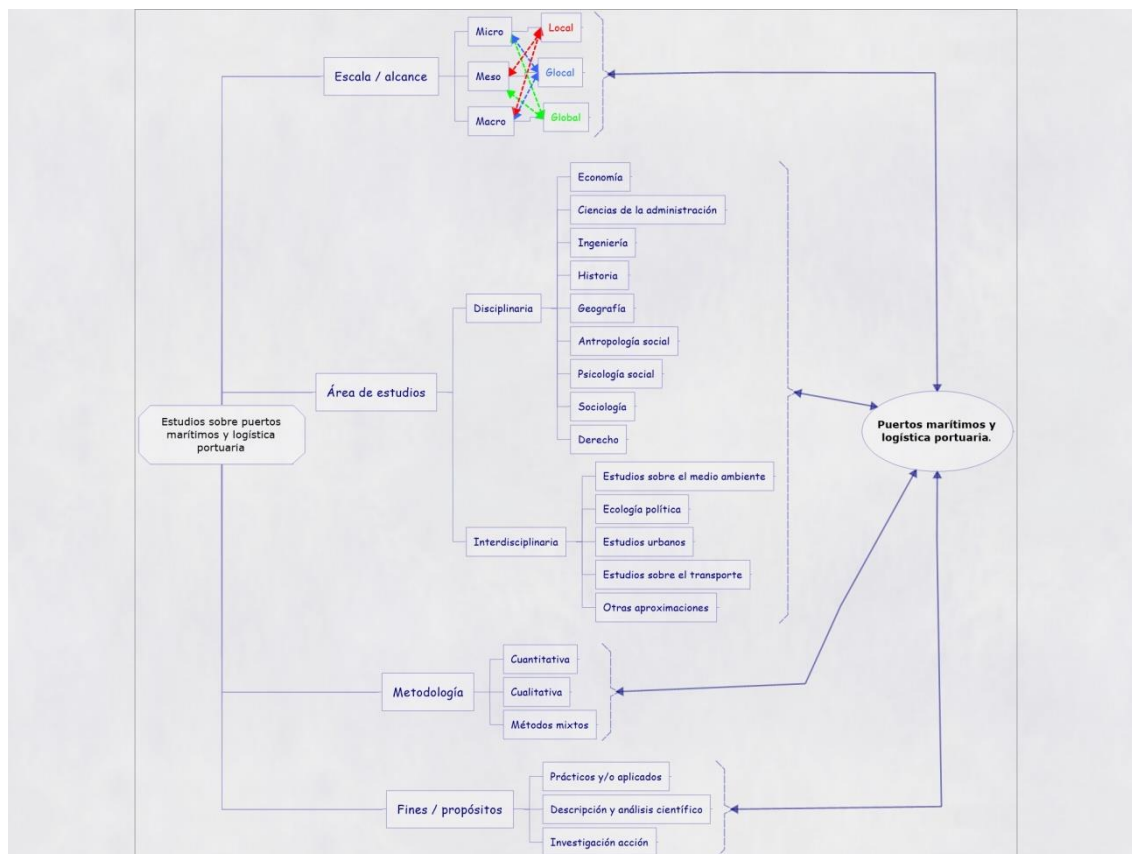 Micro
Local
Escala / alcance
Meso
Glocal
Macro
Global
Economía
Ciencias de la administración
Ingeniería
Historia
Disciplinaria
Geografía
Antropología social
Psicología social
Sociología
Derecho
Área de estudios
Estudios sobre puertos
marítimos y logística
portuaria
Puertos marítimos y
logística portuaria.
Estudios sobre el medio ambiente
Ecología política
Interdisciplinaria
Estudios urbanos
Estudios sobre el transporte
Otras aproximaciones
Cuantitativa
Metodología
Cualitativa
Métodos mixtos
Prácticos y/o aplicados
Fines / propósitos
Descripción y análisis científico
Investigación acción